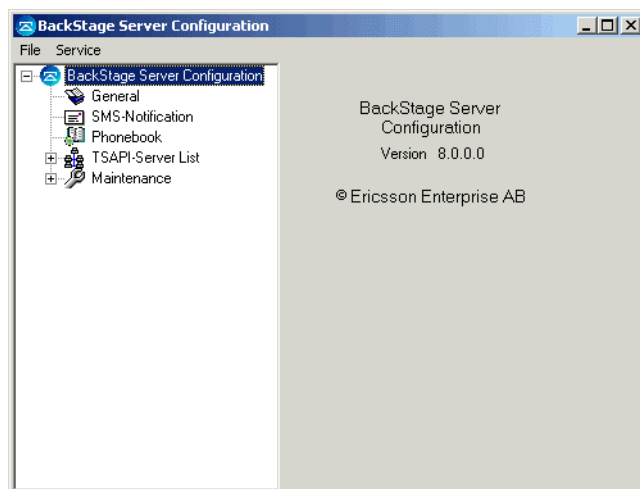 BackStage Server Configuration
File Service
BackStage Server Configuration
General
SMS-Notification
Phonebook
TSAPI-Server List
Maintenance
BackStage Server
Configuration
Version 8.0.0.0
© Ericsson Enterprise AB